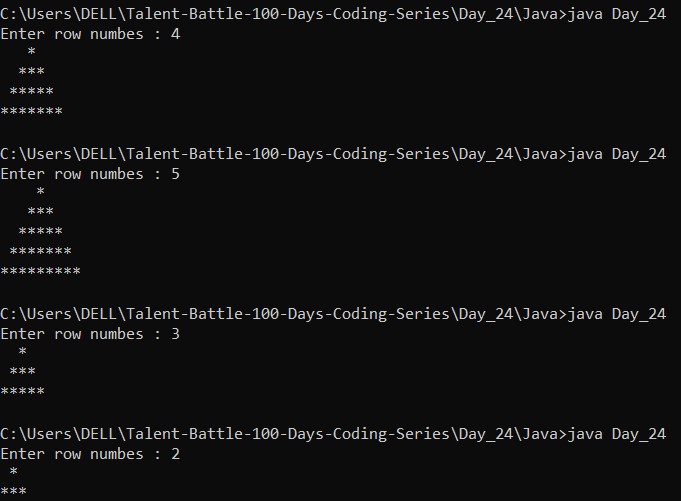 C:\Users\DELL\Talent-Battle-100-Days-Coding-Series\Day_24\Java>java Day_24
Enter row numbes : 4
   *
  ***
 *****
*******

C:\Users\DELL\Talent-Battle-100-Days-Coding-Series\Day_24\Java>java Day_24
Enter row numbes : 5
    *
   ***
  *****
 *******
*********

C:\Users\DELL\Talent-Battle-100-Days-Coding-Series\Day_24\Java>java Day_24
Enter row numbes : 3
  *
 ***
*****

C:\Users\DELL\Talent-Battle-100-Days-Coding-Series\Day_24\Java>java Day_24
Enter row numbes : 2
 *
***